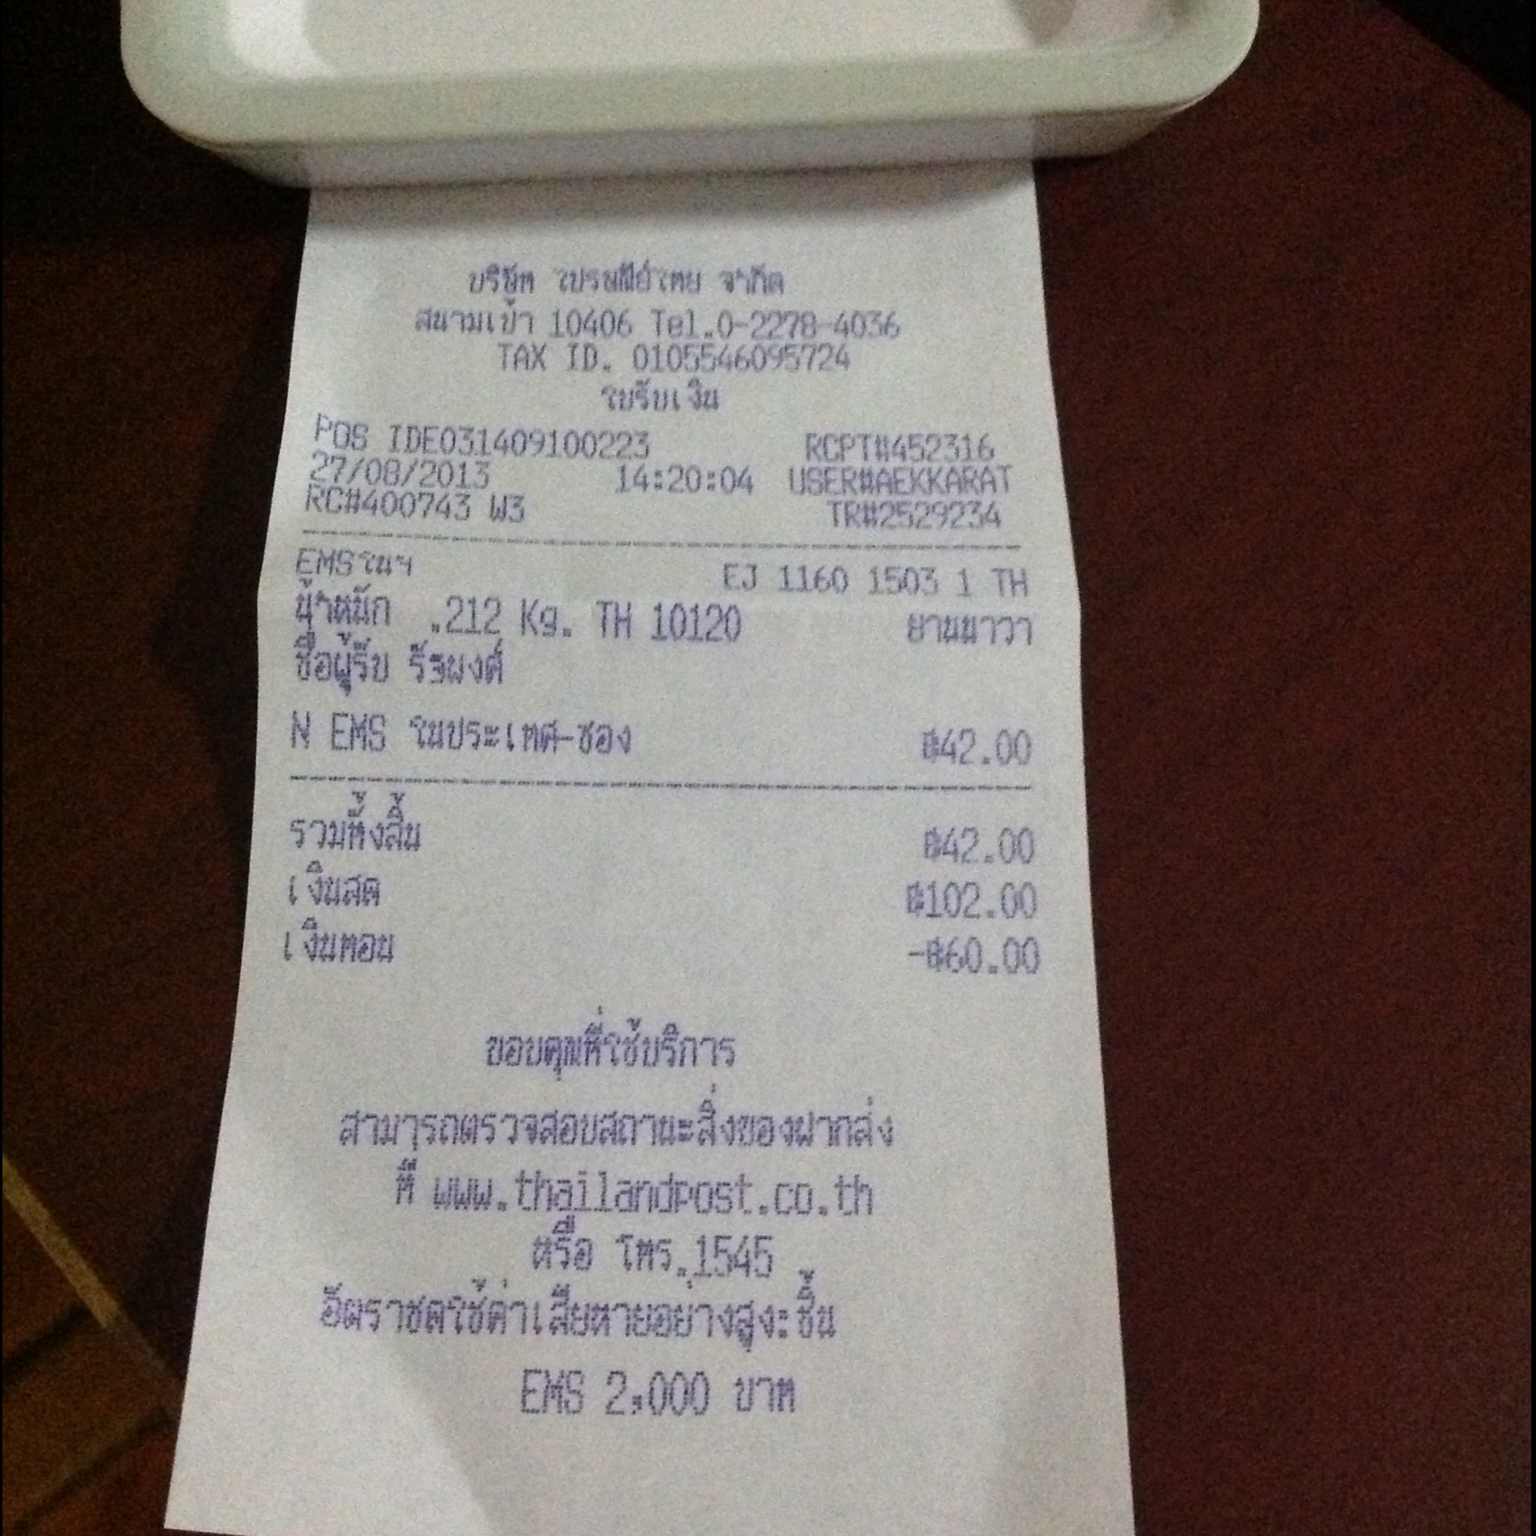 บริษัท ไปรษณีย์ไทย จำกัด
สนามเป้า 10406 Tel.0-2278-4036
TAX ID. 0105546095724
ใบรับเงิน
POS IDE031409100223 RCPT#452316
27/08/2013 14:20:04 USER#AEKKARAT
RC#400743 W3 TR#2529234
EMSในฯ EJ 1160 1503 1 TH
น้ำหนัก .212 Kg. TH 10120 ยานนาวา
ชื่อผู้รับ รัฐพงศ์
N EMS ในประเทศ-ซอง ฿42.00
รวมทั้งสิ้น ฿42.00
เงินสด ฿102.00
เงินทอน -฿60.00
ขอบคุณที่ใช้บริการ
สามารถตรวจสอบสถานะสิ่งของฝากส่ง
ที่ www.thailandpost.co.th
หรือ โทร.1545
อัตราชดใช้ค่าเสียหายอย่างสูง:ชิ้น
EMS 2,000 บาท